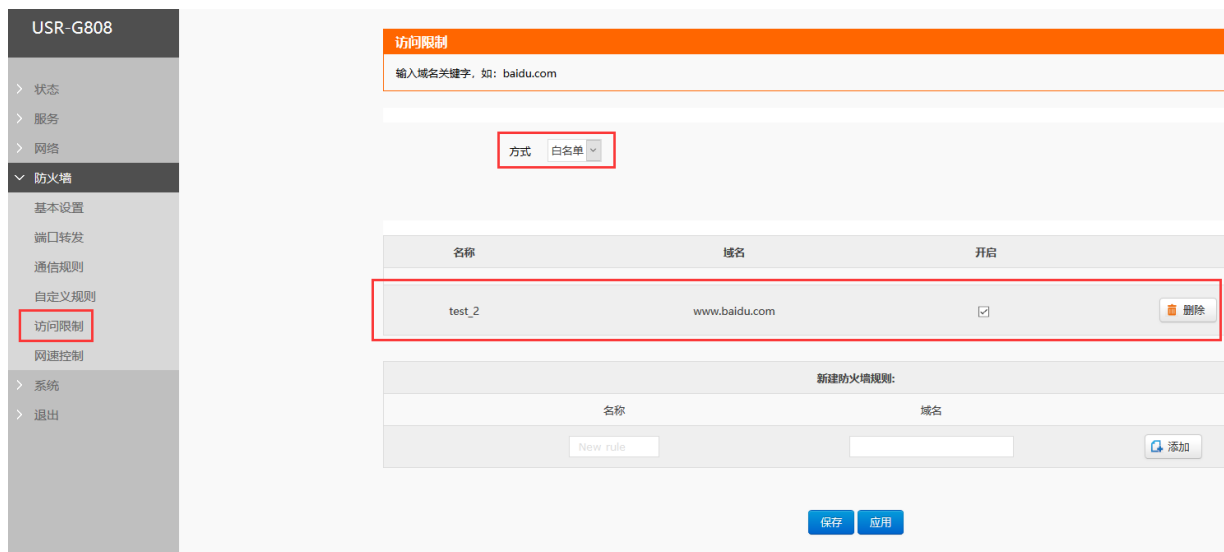 USR-G808
状态
服务
网络
防火墙
基本设置
端口转发
通信规则
自定义规则
访问限制
网速控制
系统
退出
访问限制
输入域名关键字，如：baidu.com
方式 白名单
名称 域名 开启
test_2 www.baidu.com 删除
新建防火墙规则:
名称 域名
New rule 添加
保存 应用